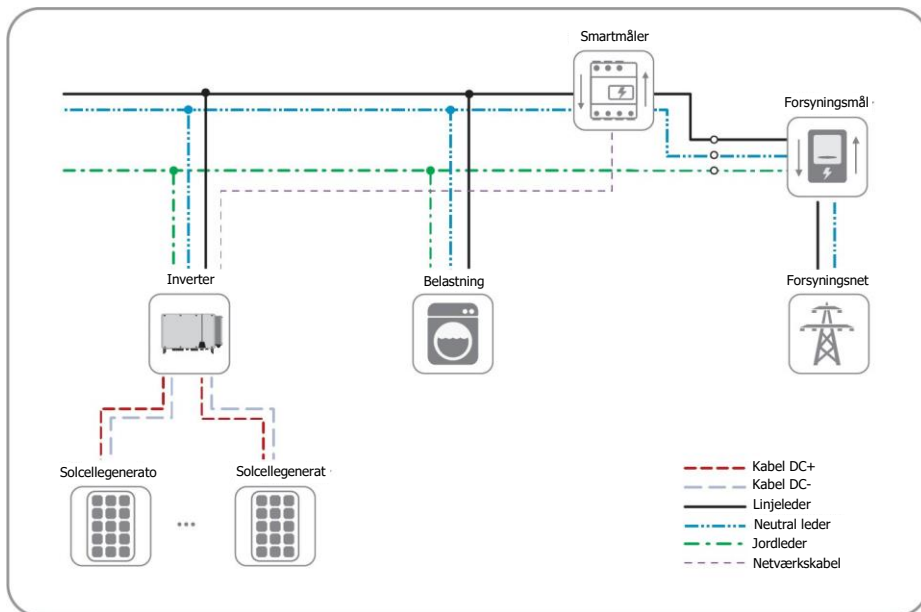 Smartmåler
Forsyningsmål
Inverter
Belastning
Forsyningsnet
Solcellegenerato
Solcellegenerat
...
Kabel DC+
Kabel DC-
Linjeleder
Neutral leder
Jordleder
Netværkskabel